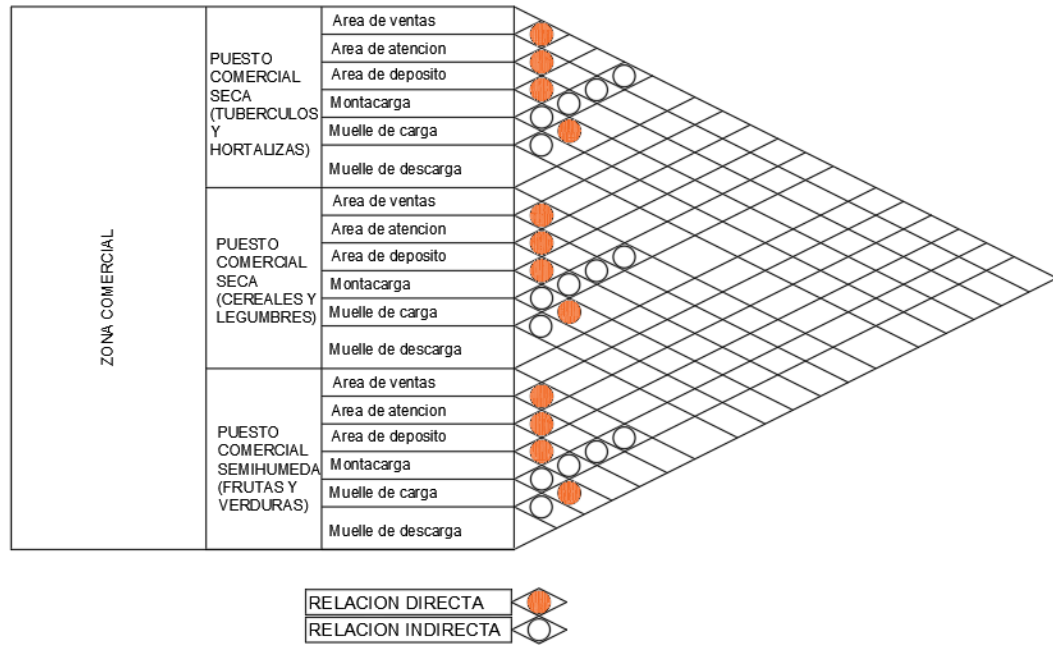 ZONA COMERCIAL
PUESTO
COMERCIAL
SECA
(TUBERCULOS
Y
HORTALIZAS)
Area de ventas
Area de atencion
Area de deposito
Montacarga
Muelle de carga
Muelle de descarga
PUESTO
COMERCIAL
SECA
(CEREALES Y
LEGUMBRES)
Area de ventas
Area de atencion
Area de deposito
Montacarga
Muelle de carga
Muelle de descarga
PUESTO
COMERCIAL
SEMIHUMEDA
(FRUTAS Y
VERDURAS)
Area de ventas
Area de atencion
Area de deposito
Montacarga
Muelle de carga
Muelle de descarga
RELACION DIRECTA
RELACION INDIRECTA